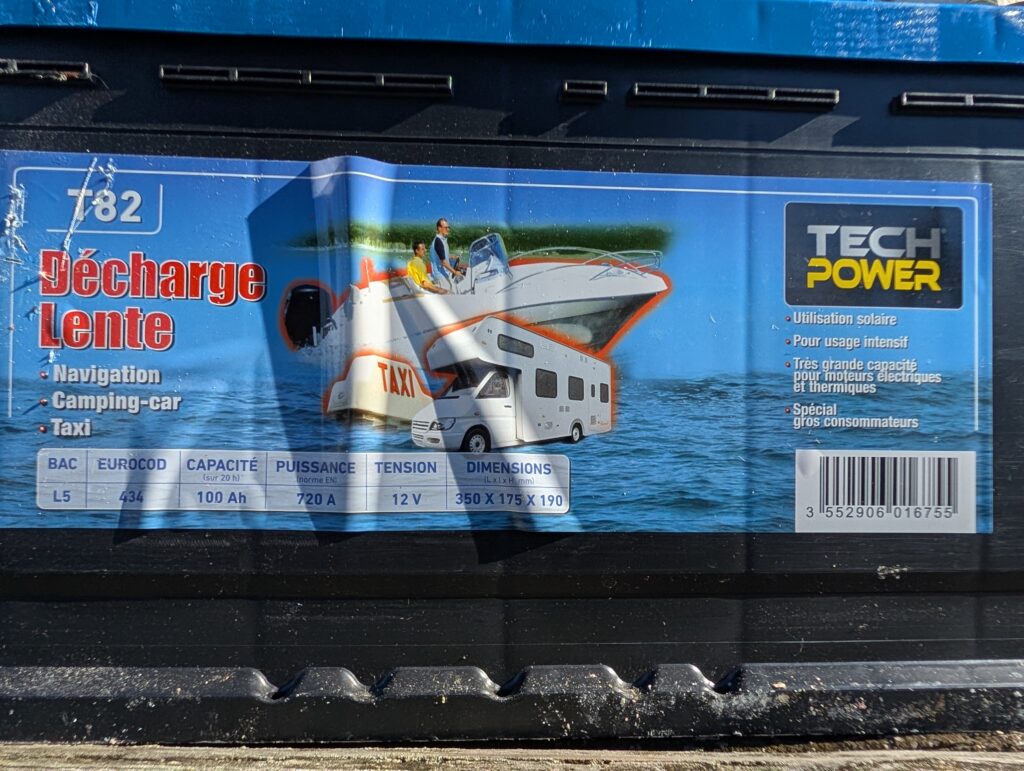 T82
Décharge
Lente
• Navigation
• Camping-car
• Taxi
TAXI
TECH
POWER
• Utilisation solaire
• Pour usage intensif
• Très grande capacité
pour moteurs électriques
et thermiques
• Spécial
gros consommateurs
BAC EUROCOD CAPACITÉ (sur 20 h) PUISSANCE (norme EN) TENSION DIMENSIONS (L x l x H, mm)
L5 434 100 Ah 720 A 12 V 350 X 175 X 190
3 552906 016755